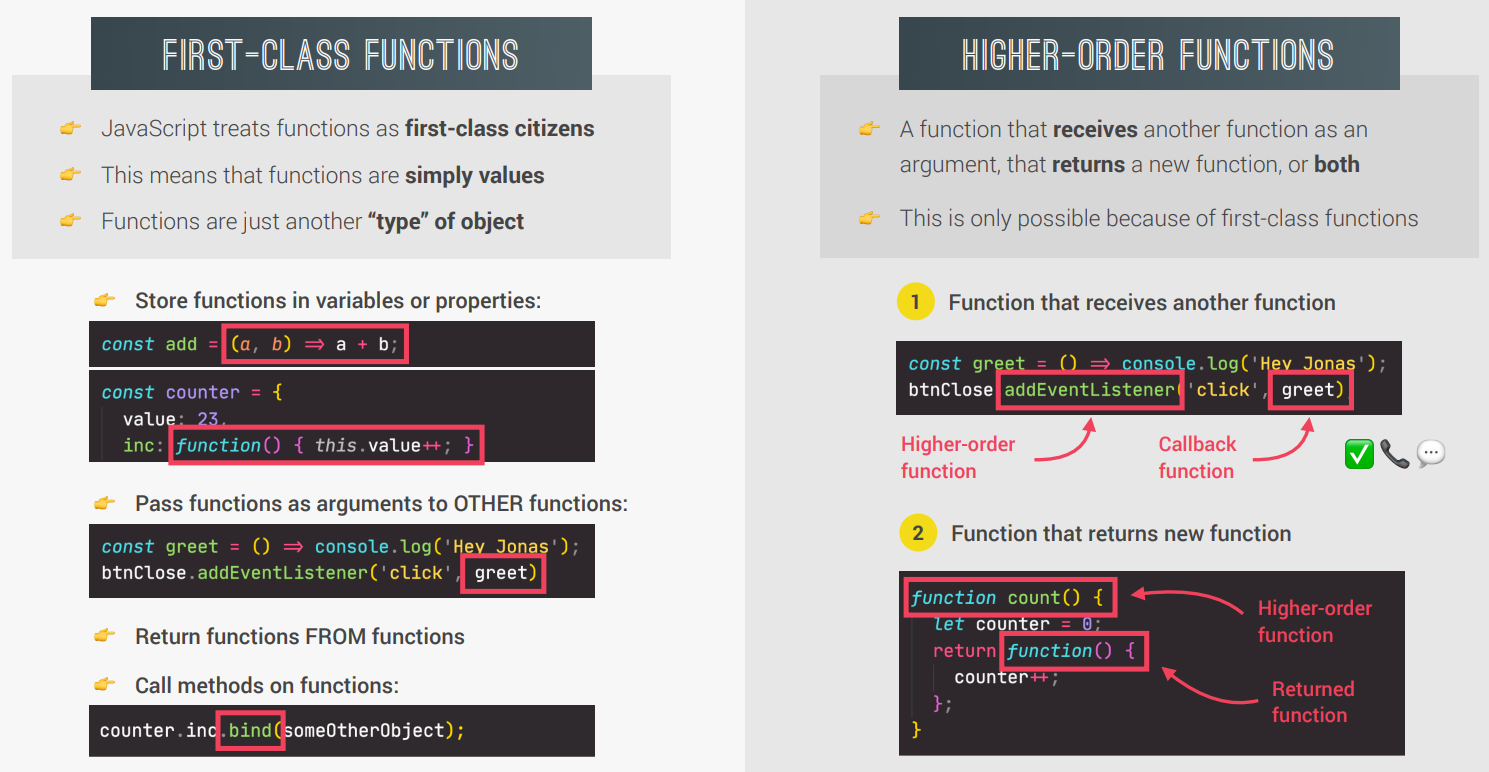 FIRST-CLASS FUNCTIONS
👉 JavaScript treats functions as first-class citizens
👉 This means that functions are simply values
👉 Functions are just another “type” of object
👉 Store functions in variables or properties:
const add = (a, b) => a + b;
const counter = {
value: 23,
inc: function() { this.value++; }
👉 Pass functions as arguments to OTHER functions:
const greet = () => console.log('Hey Jonas');
btnClose.addEventListener('click', greet)
👉 Return functions FROM functions
👉 Call methods on functions:
counter.inc.bind(someOtherObject);
HIGHER-ORDER FUNCTIONS
👉 A function that receives another function as an
argument, that returns a new function, or both
👉 This is only possible because of first-class functions
1 Function that receives another function
const greet = () => console.log('Hey Jonas');
btnClose.addEventListener('click', greet)
Higher-order
function
Callback
function
✅ 📞 💬
2 Function that returns new function
function count() {
let counter = 0;
return function() {
counter++;
};
}
Higher-order
function
Returned
function